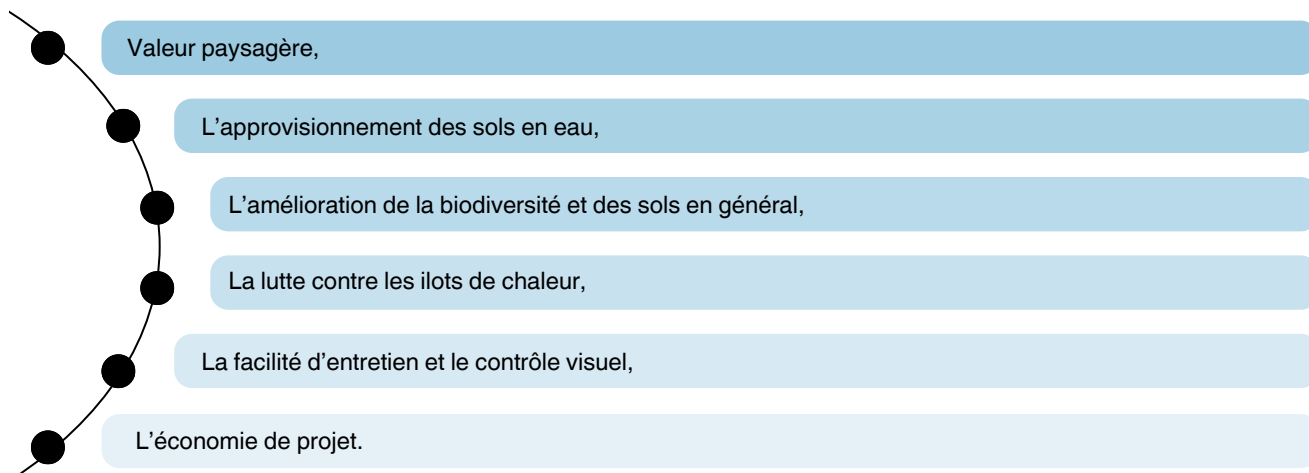 Valeur paysagère,
L’approvisionnement des sols en eau,
L’amélioration de la biodiversité et des sols en général,
La lutte contre les ilots de chaleur,
La facilité d’entretien et le contrôle visuel,
L’économie de projet.